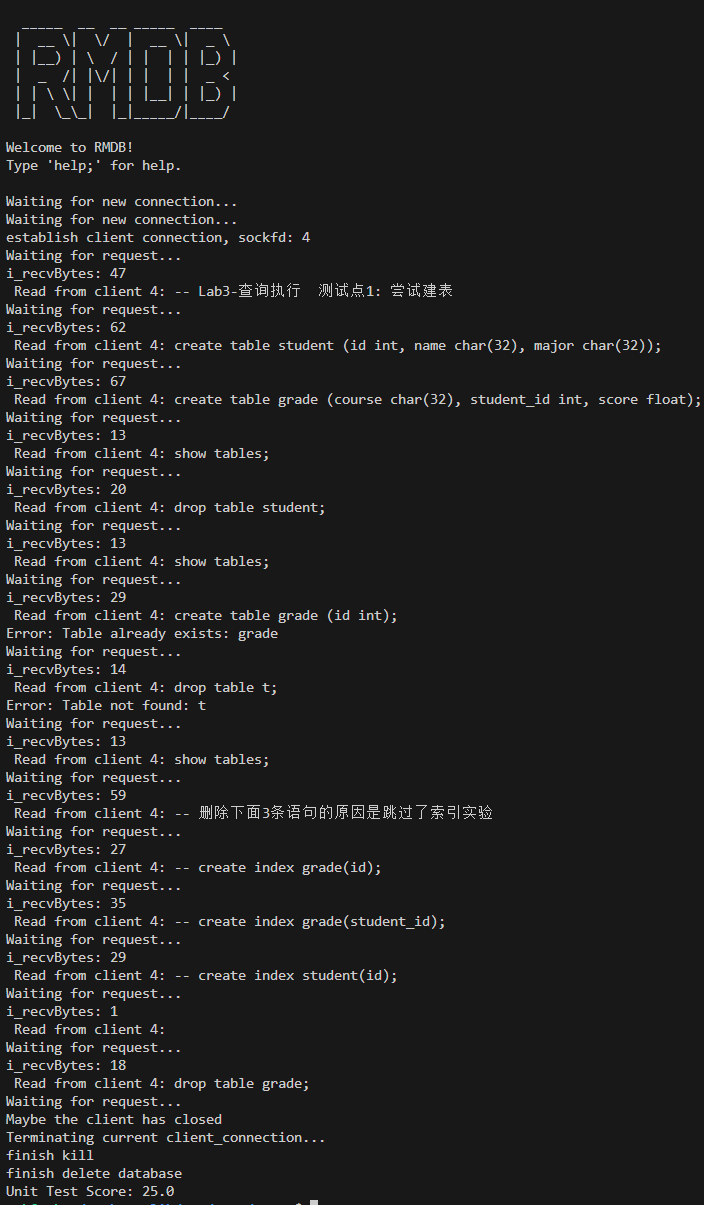 RMDB
Welcome to RMDB!
Type 'help;' for help.
Waiting for new connection...
Waiting for new connection...
establish client connection, sockfd: 4
Waiting for request...
i_recvBytes: 47
Read from client 4: -- Lab3-查询执行  测试点1: 尝试建表
Waiting for request...
i_recvBytes: 62
Read from client 4: create table student (id int, name char(32), major char(32));
Waiting for request...
i_recvBytes: 67
Read from client 4: create table grade (course char(32), student_id int, score float);
Waiting for request...
i_recvBytes: 13
Read from client 4: show tables;
Waiting for request...
i_recvBytes: 20
Read from client 4: drop table student;
Waiting for request...
i_recvBytes: 13
Read from client 4: show tables;
Waiting for request...
i_recvBytes: 29
Read from client 4: create table grade (id int);
Error: Table already exists: grade
Waiting for request...
i_recvBytes: 14
Read from client 4: drop table t;
Error: Table not found: t
Waiting for request...
i_recvBytes: 13
Read from client 4: show tables;
Waiting for request...
i_recvBytes: 59
Read from client 4: -- 删除下面3条语句的原因是跳过了索引实验
Waiting for request...
i_recvBytes: 27
Read from client 4: -- create index grade(id);
Waiting for request...
i_recvBytes: 35
Read from client 4: -- create index grade(student_id);
Waiting for request...
i_recvBytes: 29
Read from client 4: -- create index student(id);
Waiting for request...
i_recvBytes: 1
Read from client 4:
Waiting for request...
i_recvBytes: 18
Read from client 4: drop table grade;
Waiting for request...
Maybe the client has closed
Terminating current client_connection...
finish kill
finish delete database
Unit Test Score: 25.0